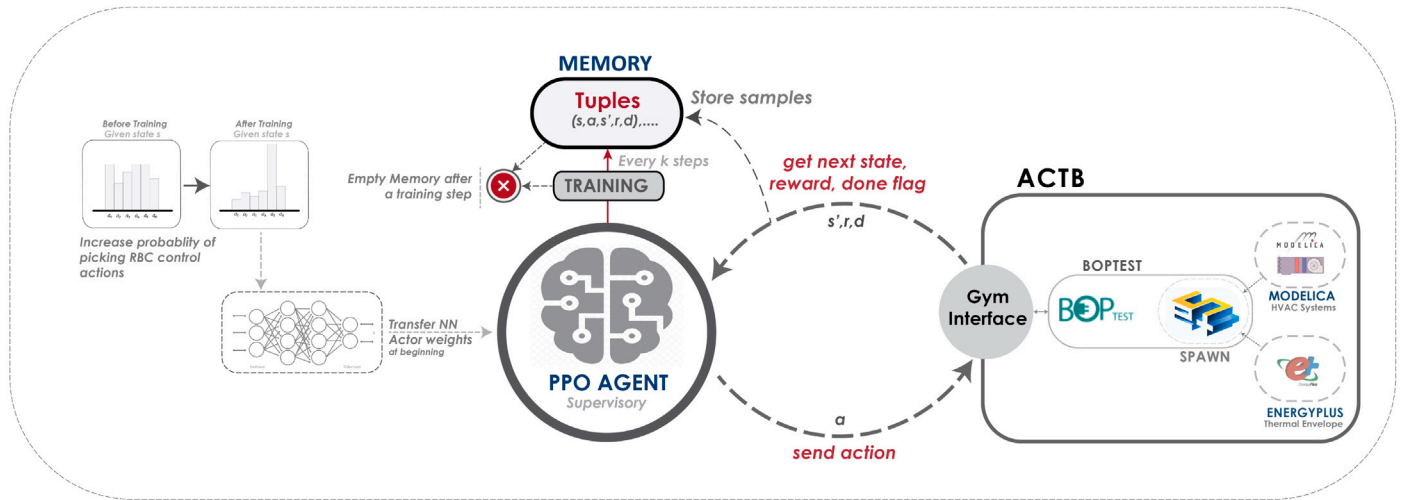 MEMORY
Tuples
(s,a,s',r,d),....
Store samples
Before Training
Given state s
After Training
Given state s
Every k steps
TRAINING
Empty Memory after
a training step
get next state,
reward, done flag
s',r,d
ACTB
Increase probablity of
picking RBC control
actions
BOPTEST
MODELICA
MODELICA
HVAC Systems
Gym
Interface
BOPTEST
SPAWN
Transfer NN
Actor weights
at beginning
PPO AGENT
Supervisory
et
ENERGYPLUS
Thermal Envelope
a
send action